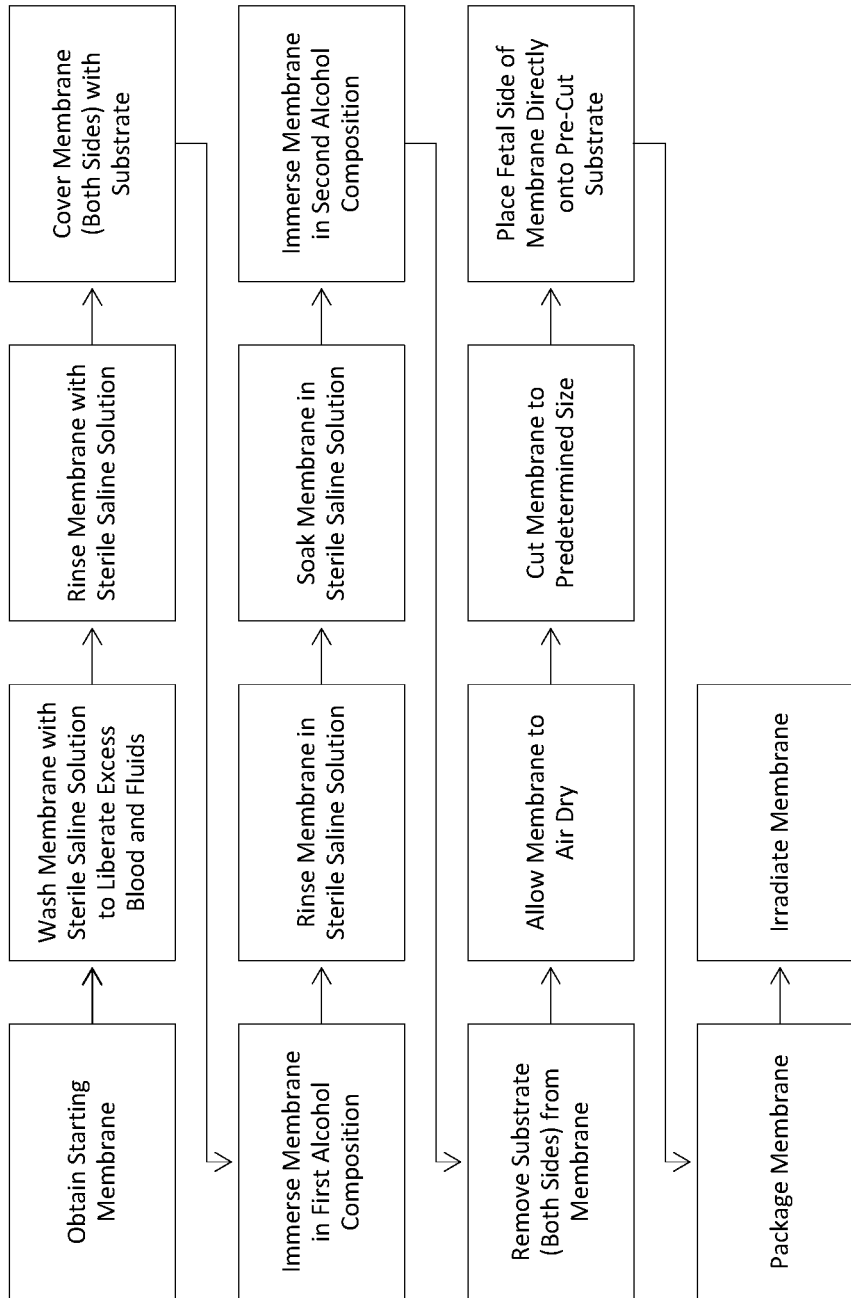 Obtain Starting
Membrane
Wash Membrane with
Sterile Saline Solution
to Liberate Excess
Blood and Fluids
Rinse Membrane with
Sterile Saline Solution
Cover Membrane
(Both Sides) with
Substrate
Immerse Membrane
in First Alcohol
Composition
Rinse Membrane in
Sterile Saline Solution
Soak Membrane in
Sterile Saline Solution
Immerse Membrane
in Second Alcohol
Composition
Remove Substrate
(Both Sides) from
Membrane
Allow Membrane to
Air Dry
Cut Membrane to
Predetermined Size
Place Fetal Side of
Membrane Directly
onto Pre-Cut
Substrate
Package Membrane
Irradiate Membrane